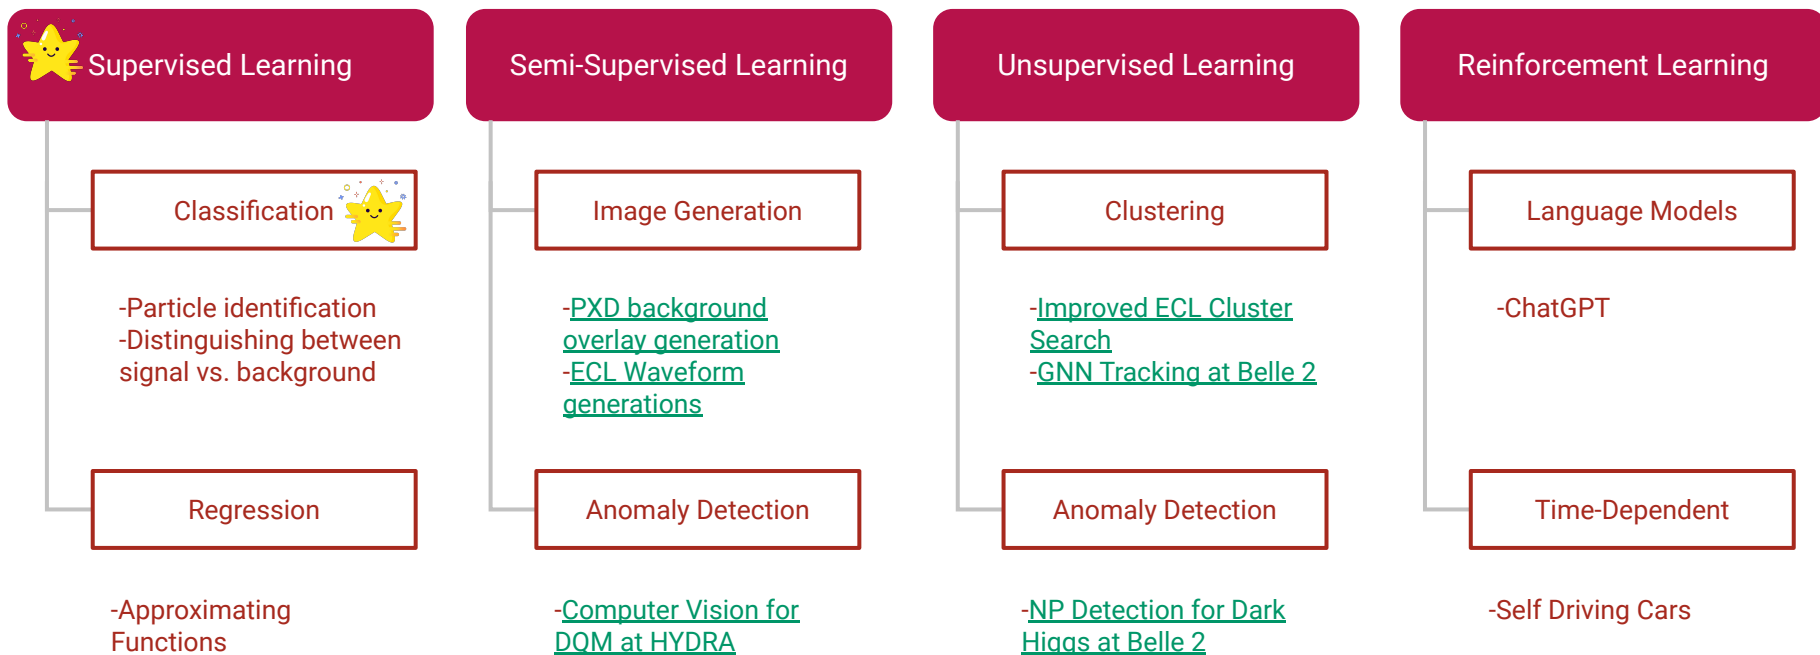 Supervised Learning
Semi-Supervised Learning
Unsupervised Learning
Reinforcement Learning
Classification
Image Generation
Clustering
Language Models
-Particle identification
-Distinguishing between
signal vs. background
-PXD background
overlay generation
-ECL Waveform
generations
-Improved ECL Cluster
Search
-GNN Tracking at Belle 2
-ChatGPT
Regression
Anomaly Detection
Anomaly Detection
Time-Dependent
-Approximating
Functions
-Computer Vision for
DQM at HYDRA
-NP Detection for Dark
Higgs at Belle 2
-Self Driving Cars